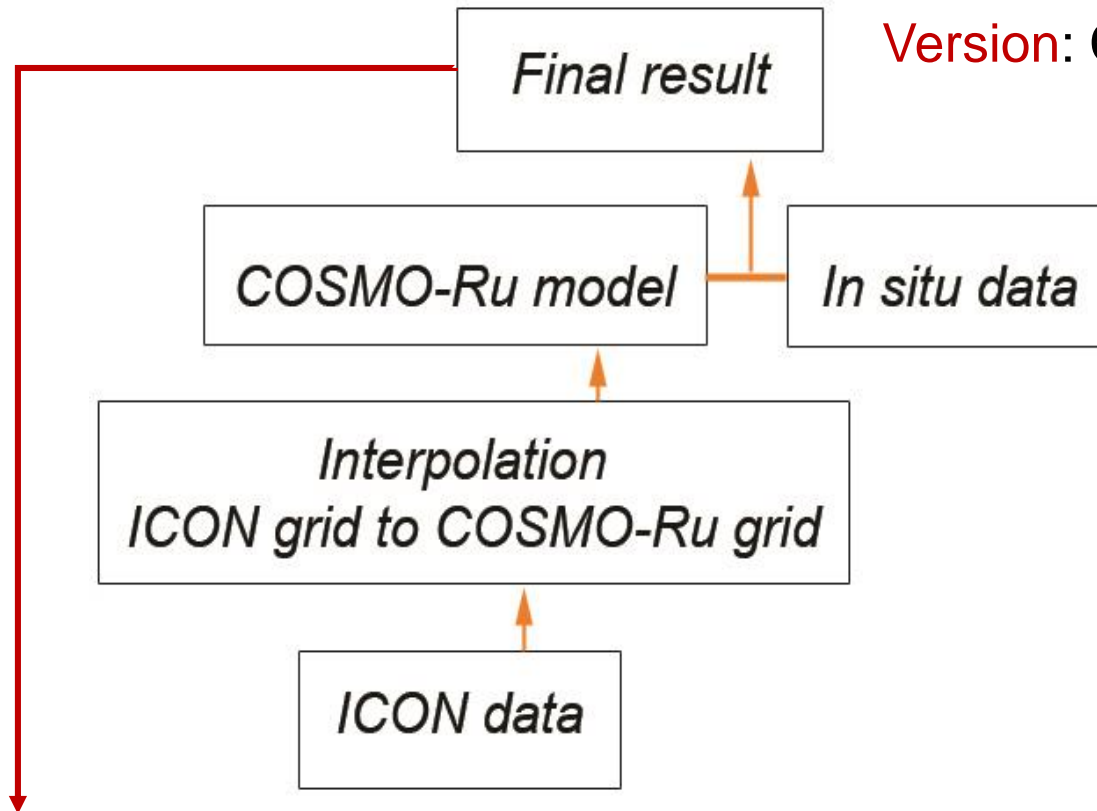 Version:
Final result
COSMO-Ru model
In situ data
Interpolation
ICON grid to COSMO-Ru grid
ICON data